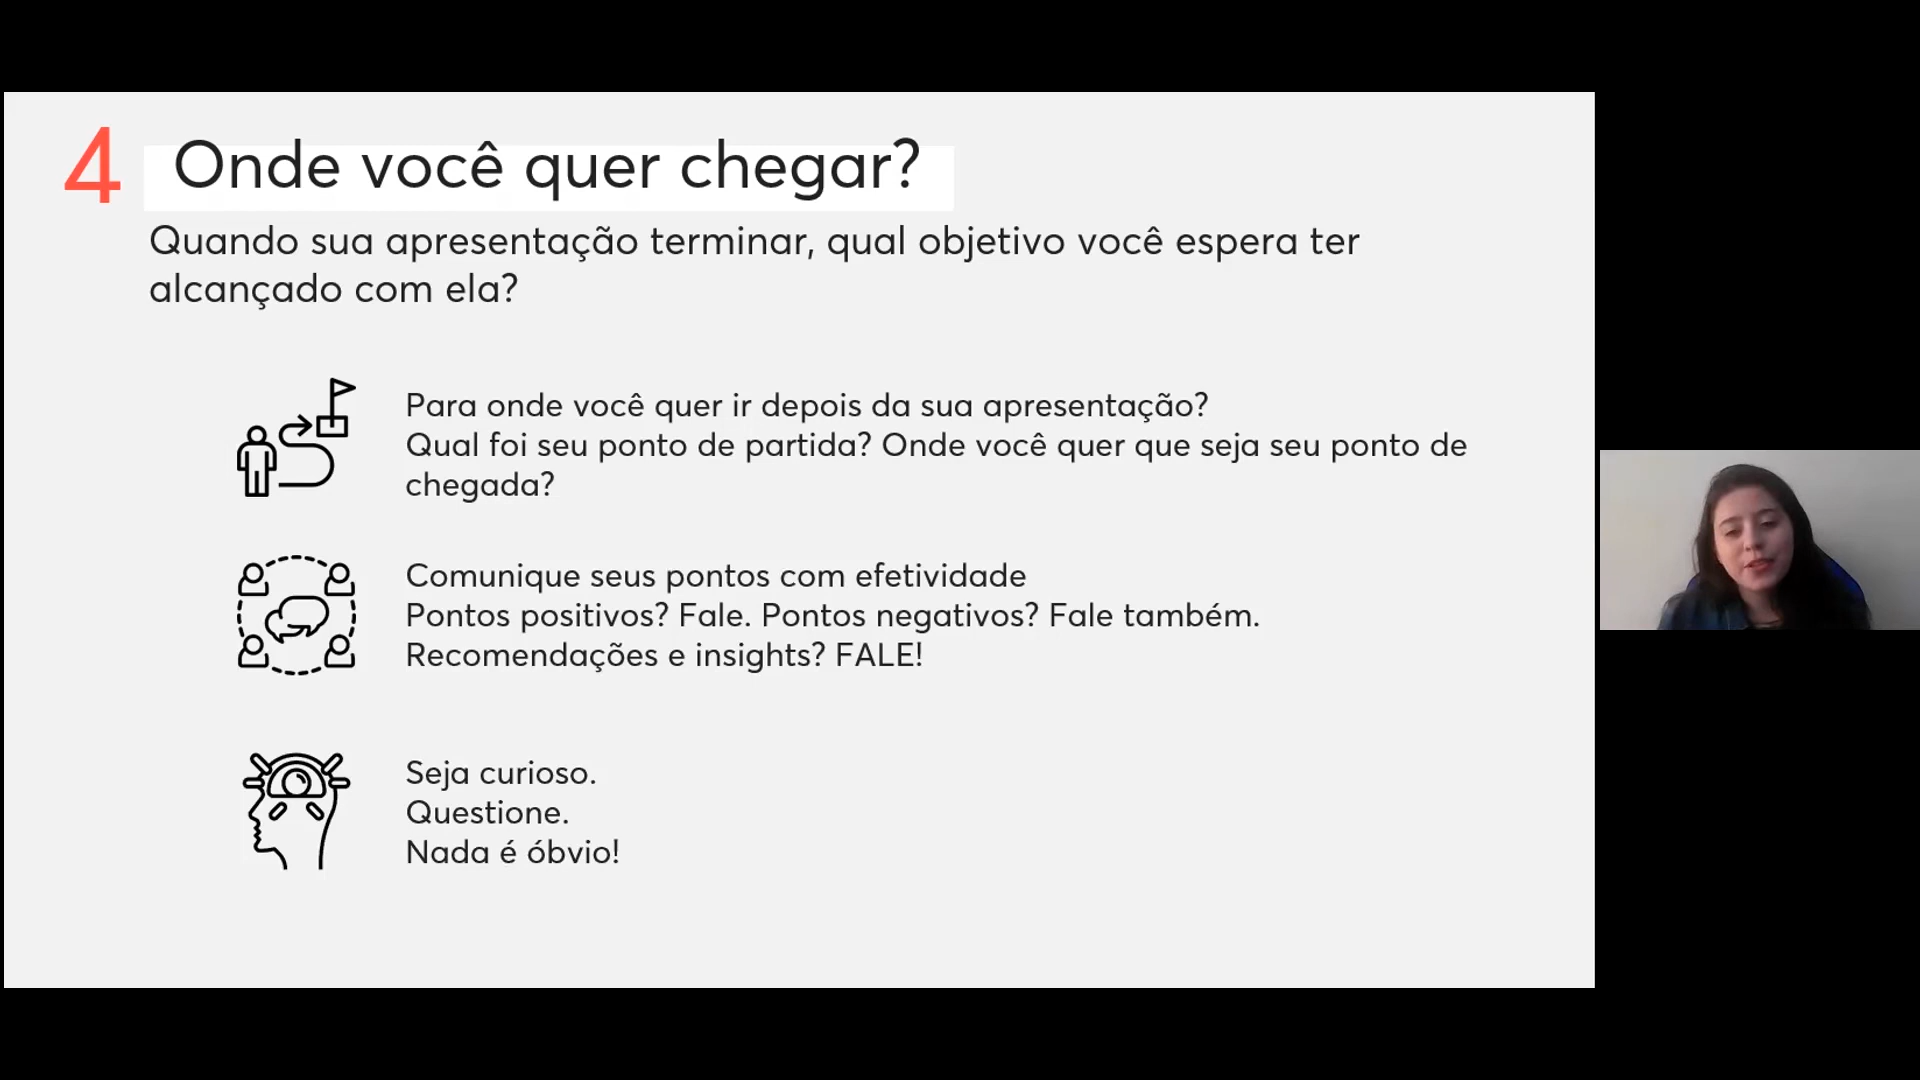 4 Onde você quer chegar?
Quando sua apresentação terminar, qual objetivo você espera ter
alcançado com ela?
Para onde você quer ir depois da sua apresentação?
Qual foi seu ponto de partida? Onde você quer que seja seu ponto de
chegada?
Comunique seus pontos com efetividade
Pontos positivos? Fale. Pontos negativos? Fale também.
Recomendações e insights? FALE!
Seja curioso.
Questione.
Nada é óbvio!